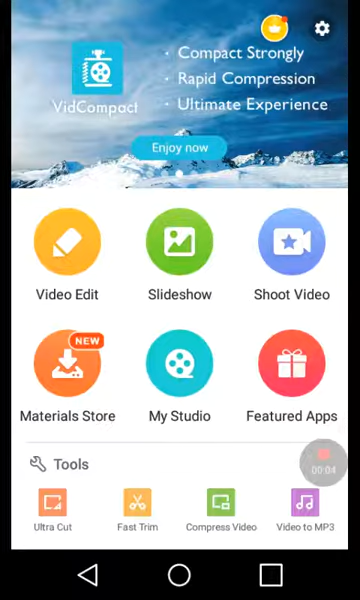 VidCompact
· Compact Strongly
· Rapid Compression
· Ultimate Experience
Enjoy now
Video Edit
Slideshow
Shoot Video
NEW
Materials Store
My Studio
Featured Apps
Tools
00:04
Ultra Cut
Fast Trim
Compress Video
Video to MP3